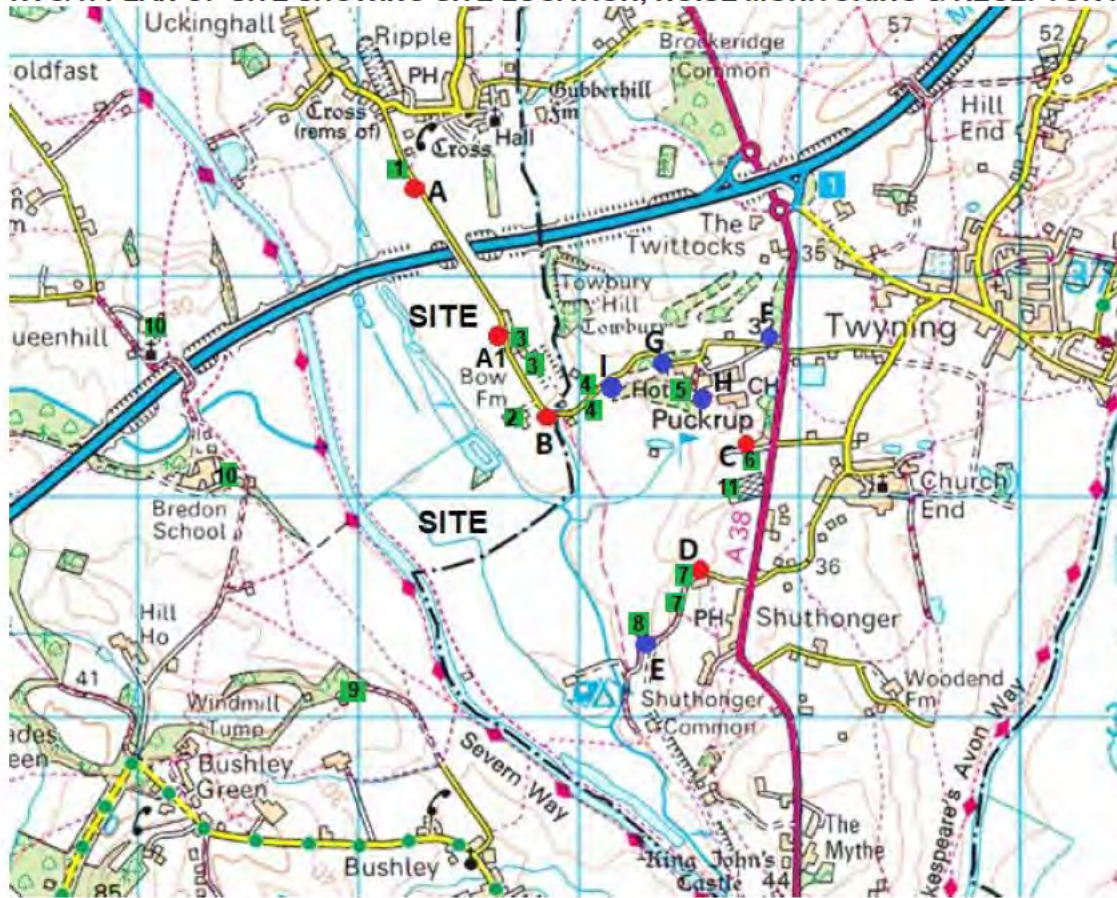 Uckinghall
Ripple
PH
oldfast
Cross
(rems of)
Cross
Hall
Gubberhill
Fm
Brockeridge
Common
57
52
Hill
End
1
A
1
The
Twittocks
35
SITE
Towbury
Hill
Towbury
F
3
Twyning
ueenhill
10
A1
3
3
Bow
Fm
G
I
4
Hot
5
H
CH
2
B
4
Puckrup
C
6
11
Church
End
10
Bredon
School
SITE
A 38
D
7
36
7
8
PH
Shuthonger
E
Hill
Ho
41
Windmill
Tump
9
Shuthonger
Common
Woodend
Fm
ades
een
Bushley
Green
Severn Way
kespeare's Avon Way
The
Mythe
Bushley
King John's
Castle
44
85